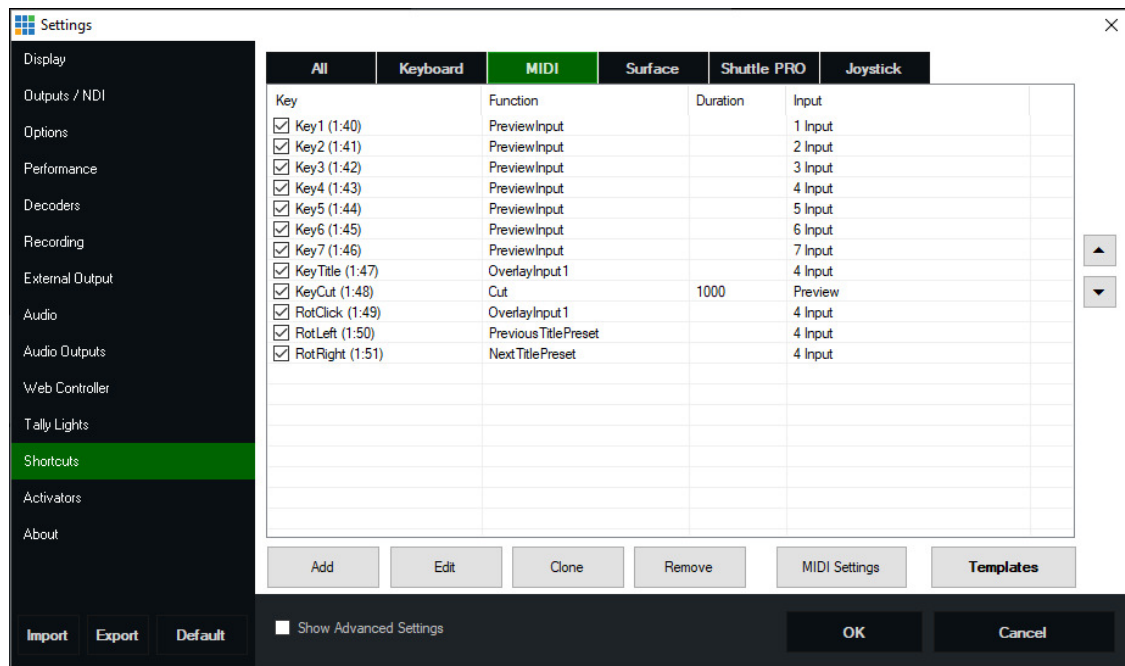 Settings
Display
Outputs / NDI
Options
Performance
Decoders
Recording
External Output
Audio
Audio Outputs
Web Controller
Tally Lights
Shortcuts
Activators
About
Import Export Default
All Keyboard MIDI Surface Shuttle PRO Joystick
Key Function Duration Input
Key1 (1:40) PreviewInput 1 Input
Key2 (1:41) PreviewInput 2 Input
Key3 (1:42) PreviewInput 3 Input
Key4 (1:43) PreviewInput 4 Input
Key5 (1:44) PreviewInput 5 Input
Key6 (1:45) PreviewInput 6 Input
Key7 (1:46) PreviewInput 7 Input
KeyTitle (1:47) OverlayInput1 4 Input
KeyCut (1:48) Cut 1000 Preview
RotClick (1:49) OverlayInput1 4 Input
RotLeft (1:50) PreviousTitlePreset 4 Input
RotRight (1:51) NextTitlePreset 4 Input
Add Edit Clone Remove MIDI Settings Templates
Show Advanced Settings OK Cancel